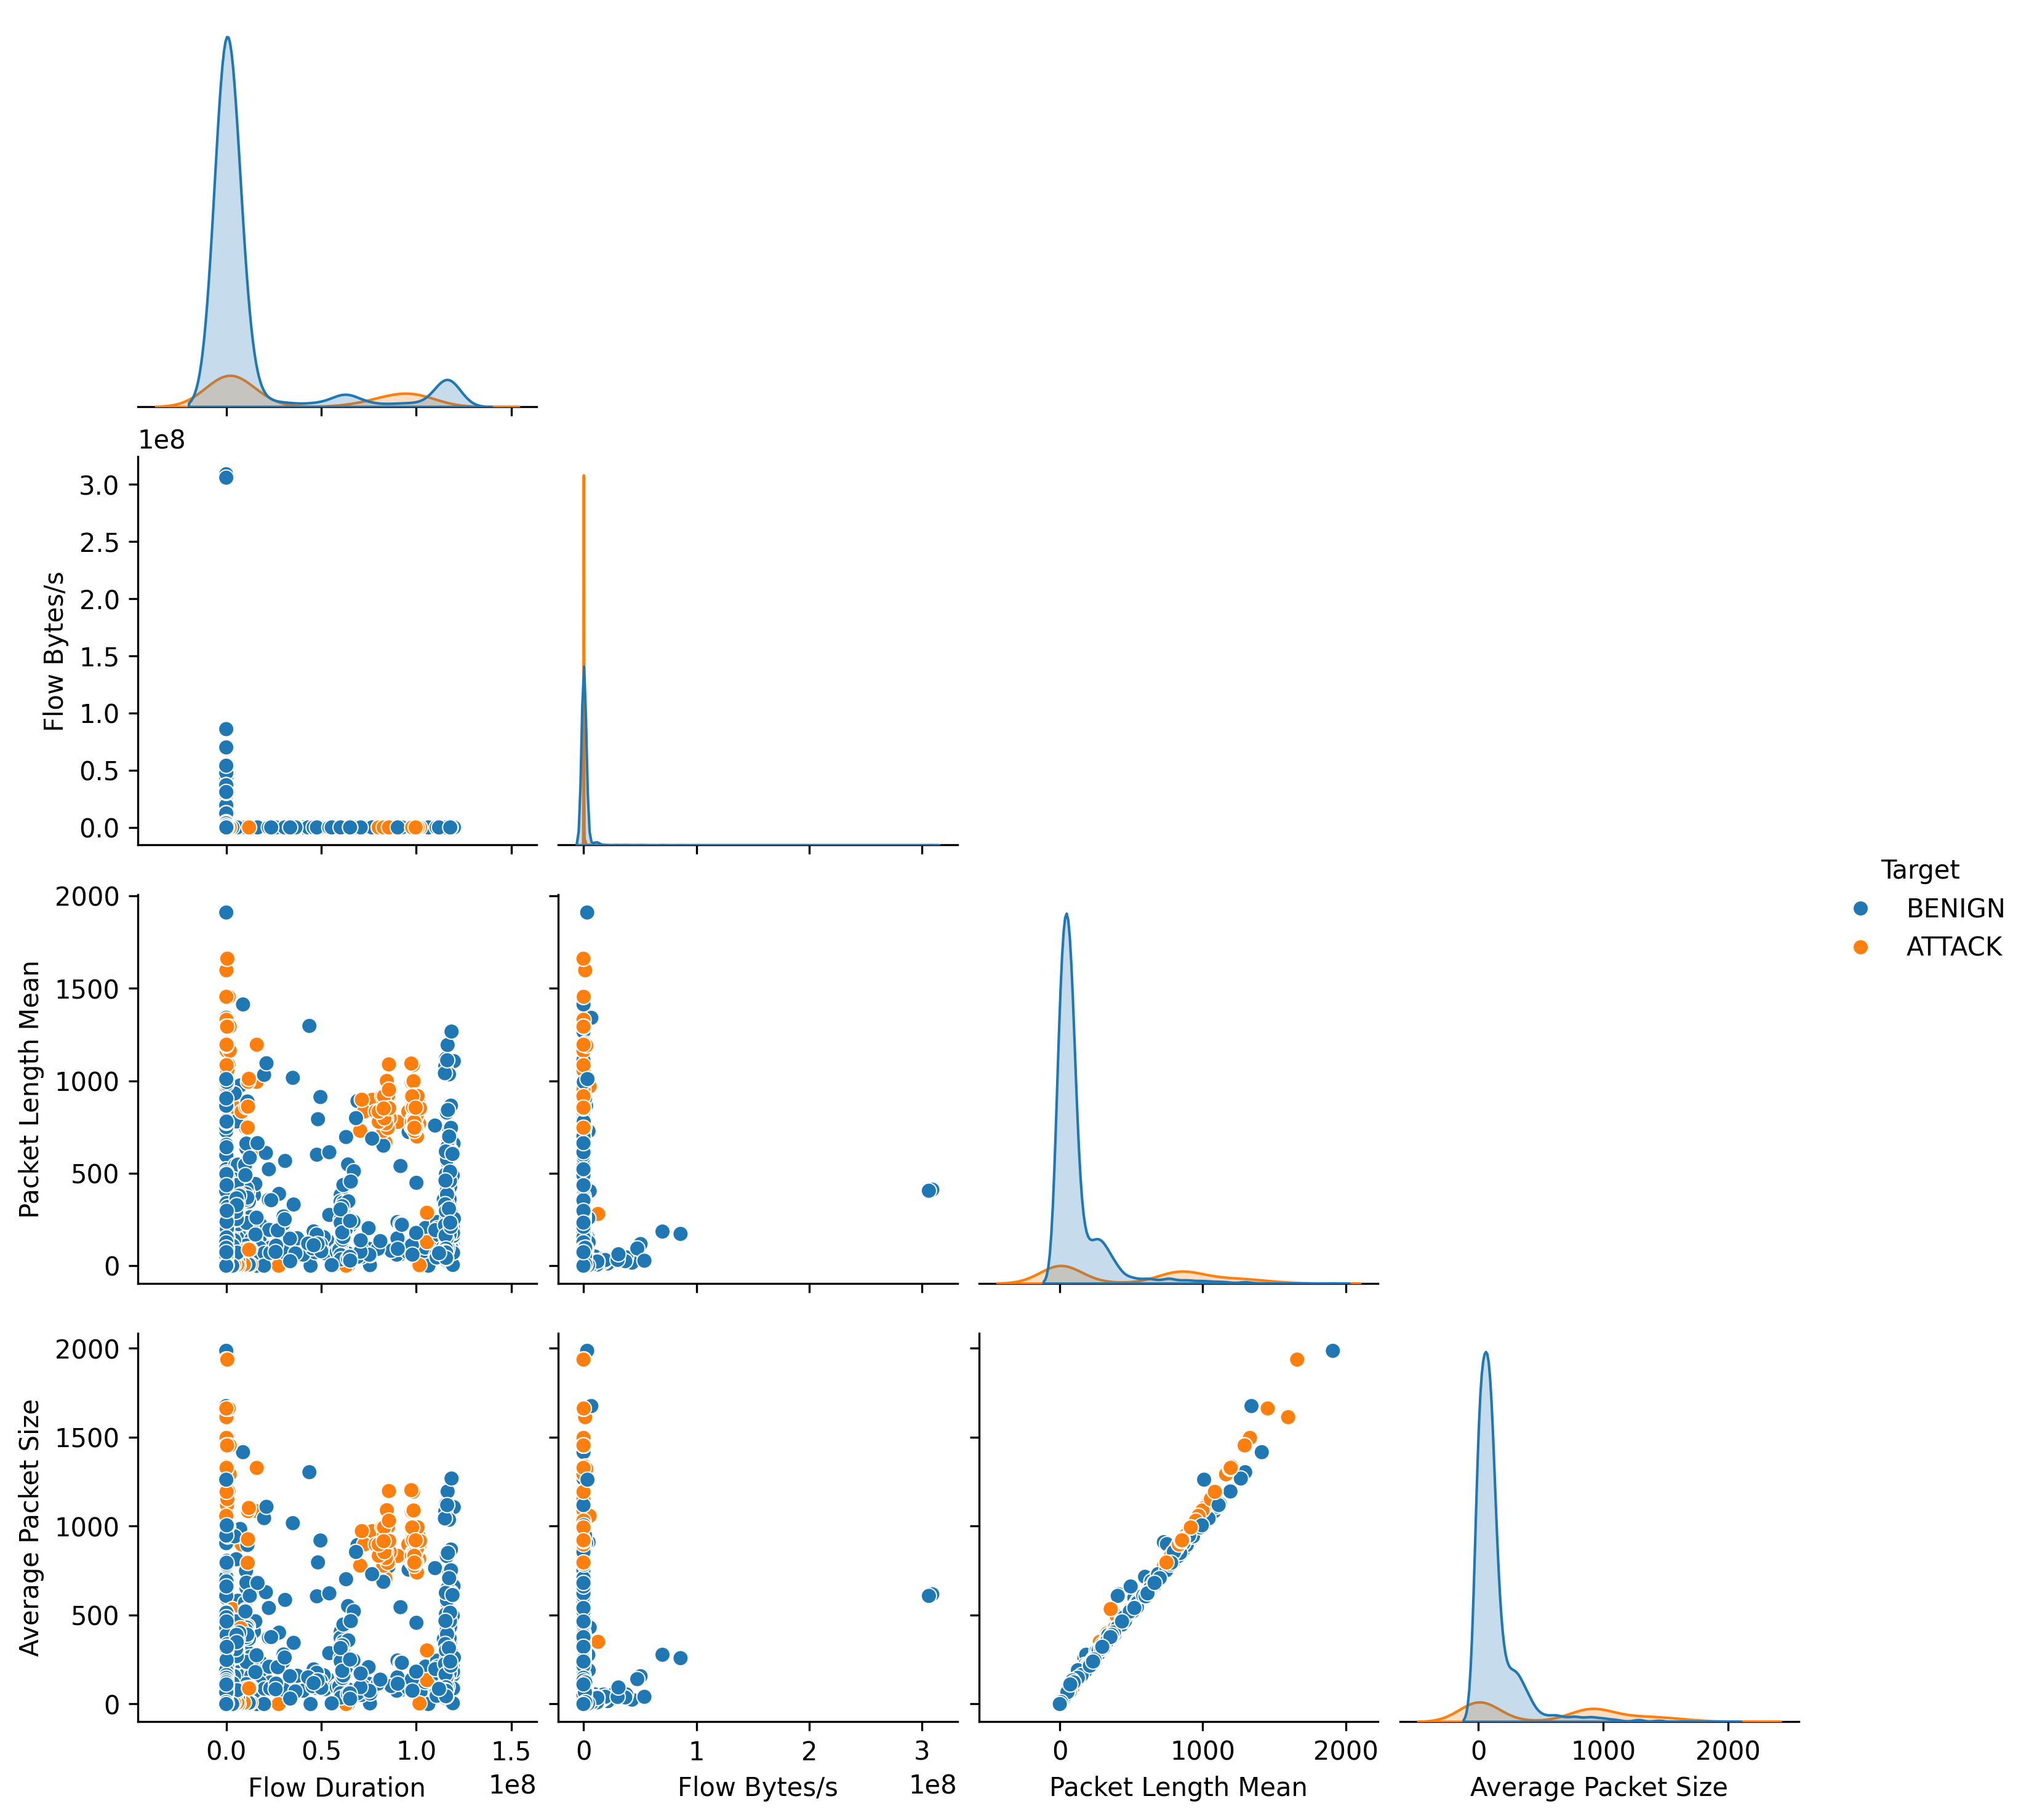 1e8
3.0
2.5
2.0
1.5
1.0
0.5
0.0
Flow Bytes/s
2000
1500
1000
500
0
Packet Length Mean
Target
BENIGN
ATTACK
2000
1500
1000
500
0
Average Packet Size
0.0 0.5 1.0 1.5
1e8
Flow Duration
0 1 2 3
1e8
Flow Bytes/s
0 1000 2000
Packet Length Mean
0 1000 2000
Average Packet Size